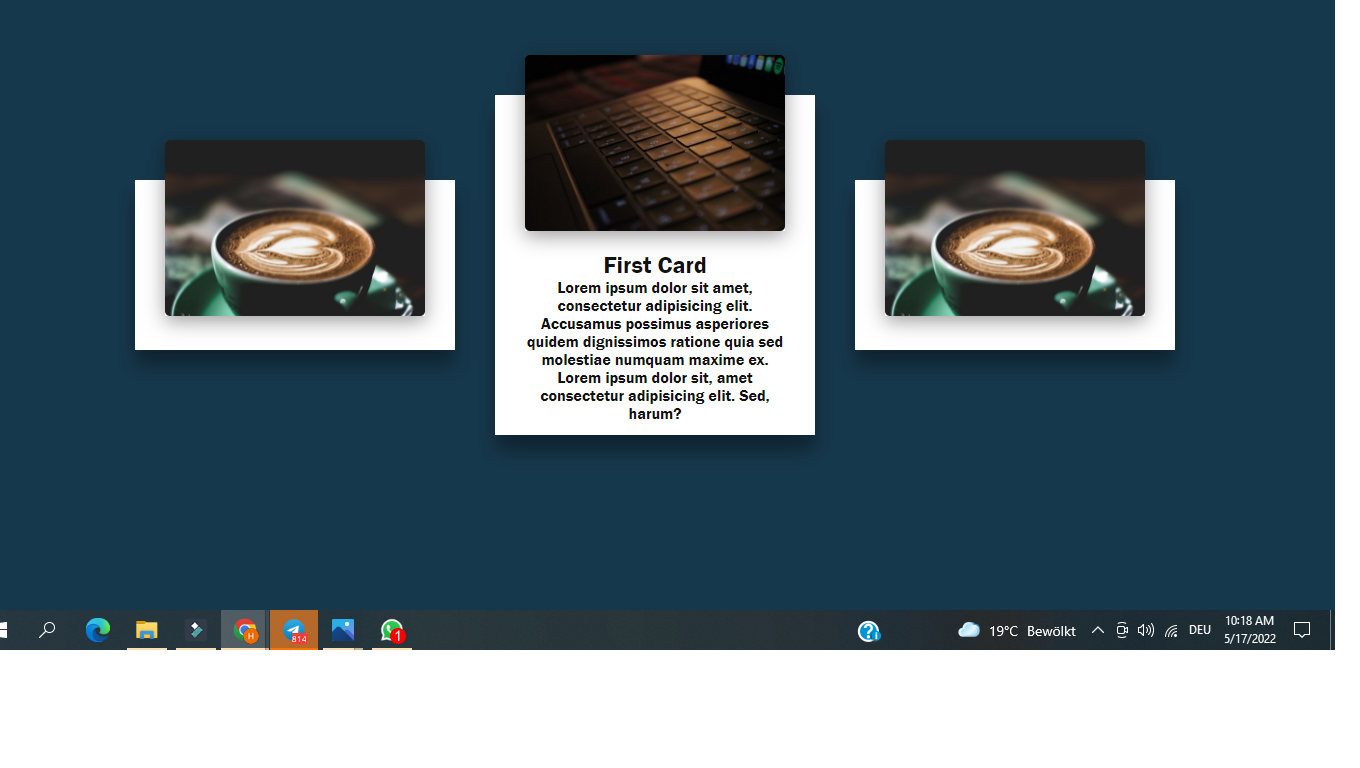 First Card
Lorem ipsum dolor sit amet,
consectetur adipisicing elit.
Accusamus possimus asperiores
quidem dignissimos ratione quia sed
molestiae numquam maxime ex.
Lorem ipsum dolor sit, amet
consectetur adipisicing elit. Sed,
harum?
H
814
1
19°C Bewölkt
DEU
10:18 AM
5/17/2022